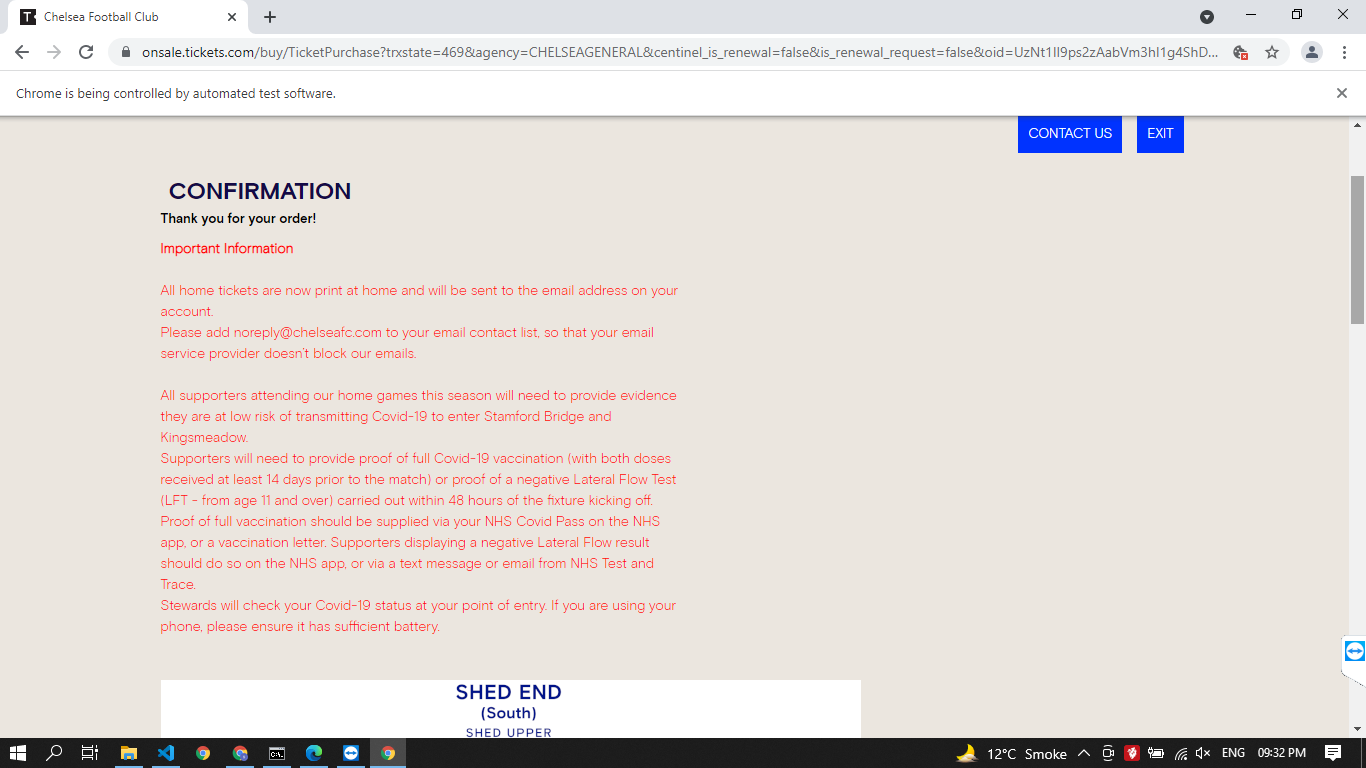 Chelsea Football Club
onsale.tickets.com/buy/TicketPurchase?trxstate=469&agency=CHELSEAGENERAL&centinel_is_renewal=false&is_renewal_request=false&oid=UzNt1Il9ps2zAabVm3hI1g4ShD...
Chrome is being controlled by automated test software.
CONTACT US
EXIT
CONFIRMATION
Thank you for your order!
Important Information
All home tickets are now print at home and will be sent to the email address on your
account.
Please add noreply@chelseafc.com to your email contact list, so that your email
service provider doesn't block our emails.
All supporters attending our home games this season will need to provide evidence
they are at low risk of transmitting Covid-19 to enter Stamford Bridge and
Kingsmeadow.
Supporters will need to provide proof of full Covid-19 vaccination (with both doses
received at least 14 days prior to the match) or proof of a negative Lateral Flow Test
(LFT - from age 11 and over) carried out within 48 hours of the fixture kicking off.
Proof of full vaccination should be supplied via your NHS Covid Pass on the NHS
app, or a vaccination letter. Supporters displaying a negative Lateral Flow result
should do so on the NHS app, or via a text message or email from NHS Test and
Trace.
Stewards will check your Covid-19 status at your point of entry. If you are using your
phone, please ensure it has sufficient battery.
SHED END
(South)
SHED UPPER
12°C Smoke
ENG
09:32 PM